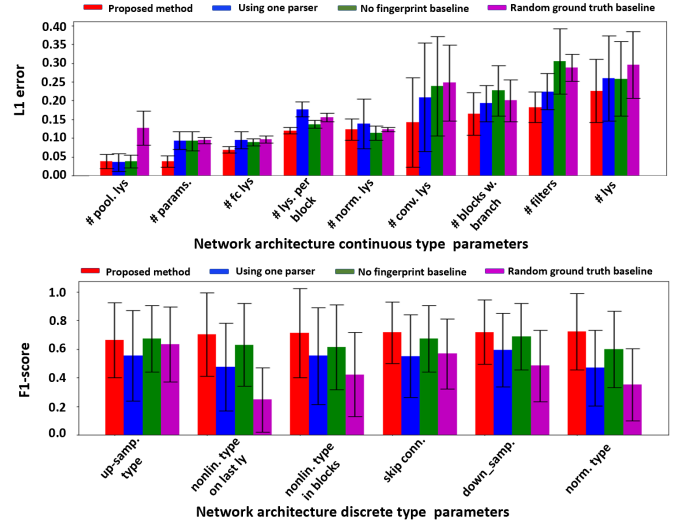 Proposed method Using one parser No fingerprint baseline Random ground truth baseline
L1 error
0.40
0.35
0.30
0.25
0.20
0.15
0.10
0.05
0.00
# pool. lys
# params.
# fc lys
# lys. per
block
# norm. lys
# conv. lys
# blocks w.
branch
# filters
# lys
Network architecture continuous type parameters
Proposed method Using one parser No fingerprint baseline Random ground truth baseline
F1-score
1.0
0.8
0.6
0.4
0.2
0.0
up-samp.
type
nonlin. type
on last ly
nonlin. type
in blocks
skip conn.
down_samp.
norm. type
Network architecture discrete type parameters